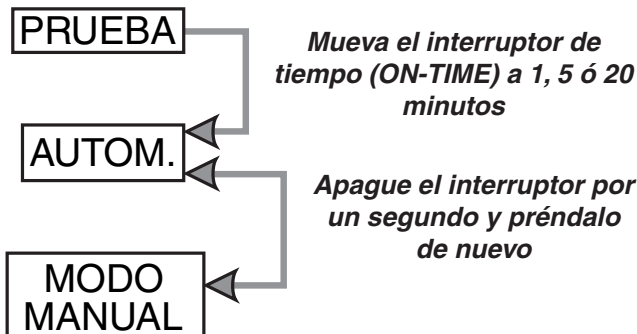 PRUEBA
Mueva el interruptor de
tiempo (ON-TIME) a 1, 5 ó 20
minutos
AUTOM.
Apague el interruptor por
un segundo y préndalo
de nuevo
MODO
MANUAL